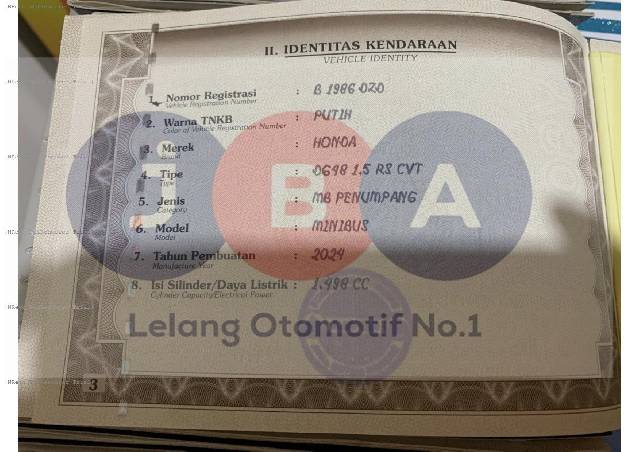 II. IDENTITAS KENDARAAN
VEHICLE IDENTITY
1. Nomor Registrasi : B 1986 DZO
Vehicle Registration Number
2. Warna TNKB : PUTIH
Color of Vehicle Registration Number
3. Merek : HONDA
Brand
4. Tipe : DG48 1.5 RS CVT
Type
5. Jenis : MB PENUMPANG
Category
6. Model : MINIBUS
Model
7. Tahun Pembuatan : 2024
Manufacture Year
8. Isi Silinder/Daya Listrik : 1.498 CC
Cylinder Capacity/Electrical Power
JBA
Lelang Otomotif No.1
3